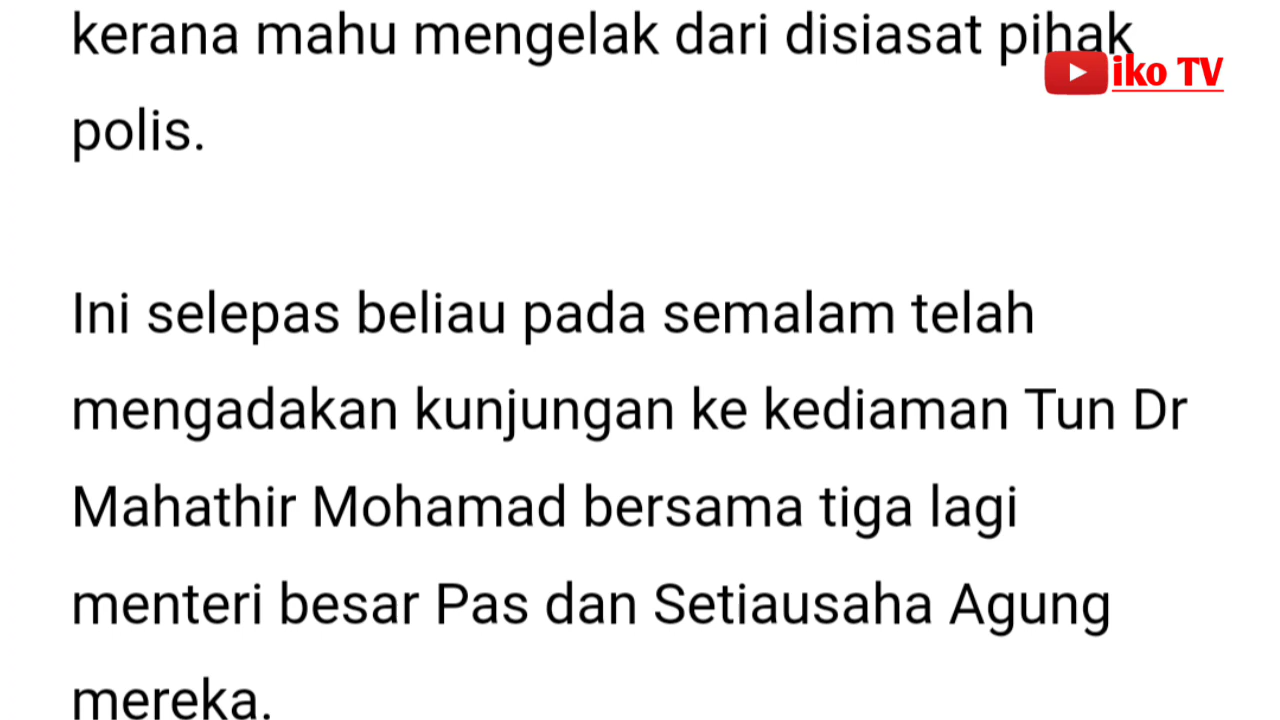 kerana mahu mengelak dari disiasat pihak
iko TV
polis.
Ini selepas beliau pada semalam telah
mengadakan kunjungan ke kediaman Tun Dr
Mahathir Mohamad bersama tiga lagi
menteri besar Pas dan Setiausaha Agung
mereka.